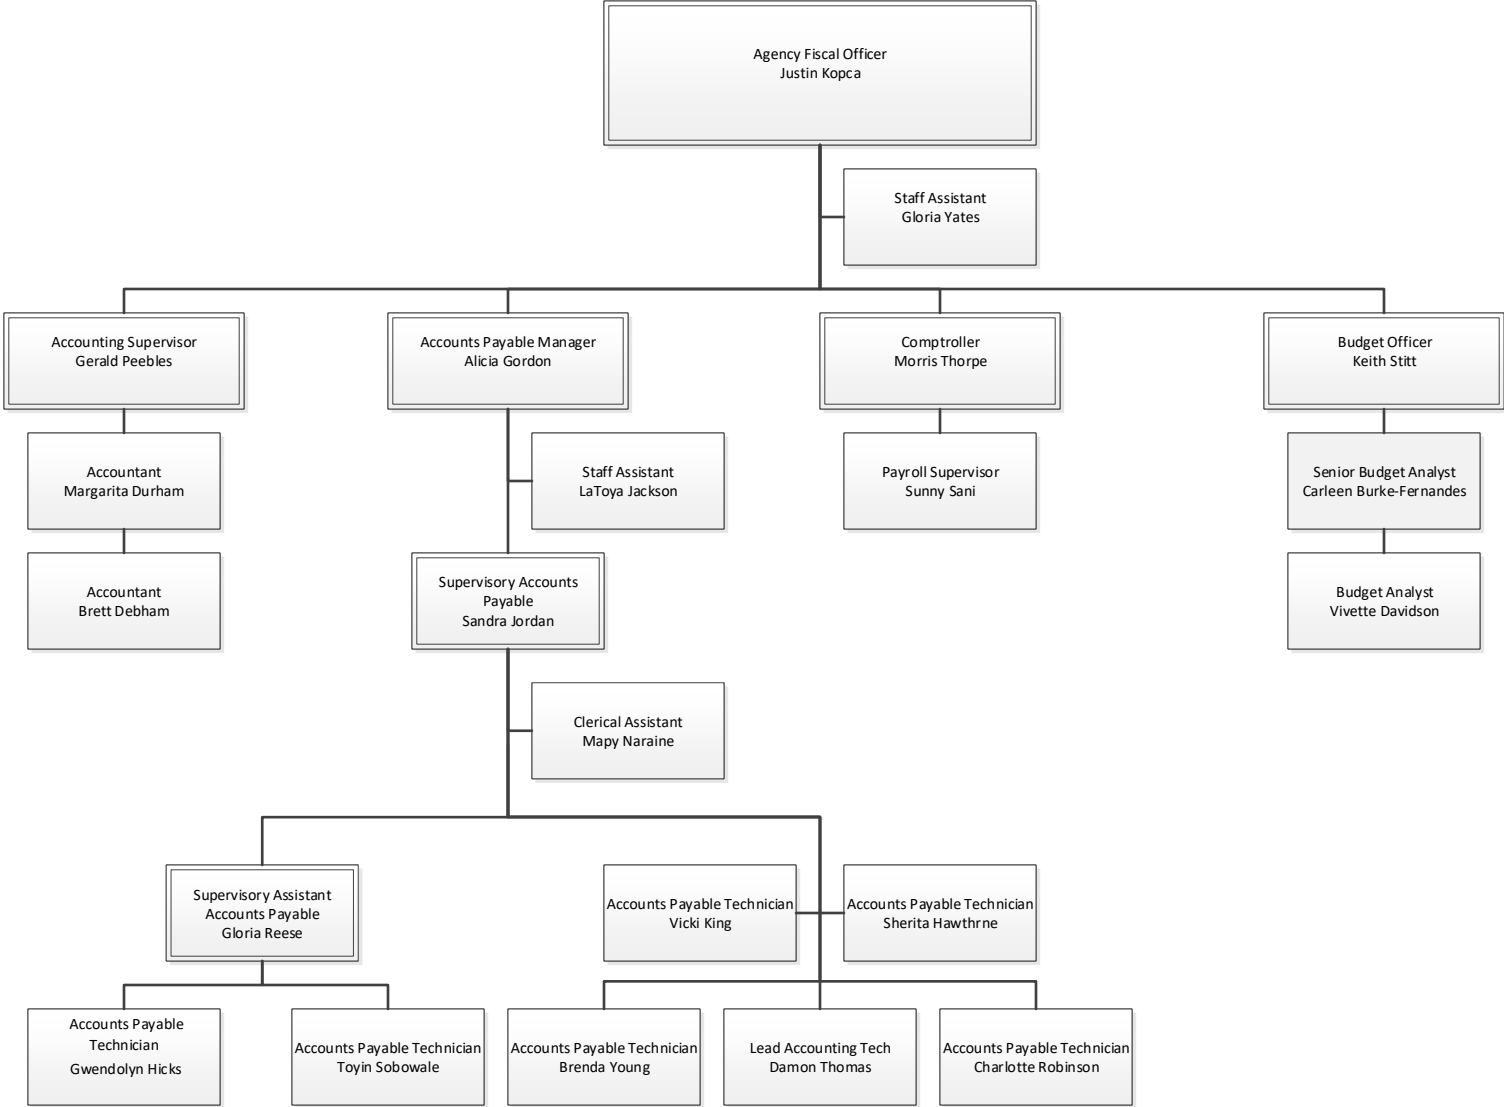 Agency Fiscal Officer
Justin Kopca
Staff Assistant
Gloria Yates
Accounting Supervisor
Gerald Peebles
Accounts Payable Manager
Alicia Gordon
Comptroller
Morris Thorpe
Budget Officer
Keith Stitt
Accountant
Margarita Durham
Staff Assistant
LaToya Jackson
Payroll Supervisor
Sunny Sani
Senior Budget Analyst
Carleen Burke-Fernandes
Accountant
Brett Debham
Supervisory Accounts
Payable
Sandra Jordan
Budget Analyst
Vivette Davidson
Clerical Assistant
Mapy Naraine
Supervisory Assistant
Accounts Payable
Gloria Reese
Accounts Payable Technician
Vicki King
Accounts Payable Technician
Sherita Hawthrne
Accounts Payable
Technician
Gwendolyn Hicks
Accounts Payable Technician
Toyin Sobowale
Accounts Payable Technician
Brenda Young
Lead Accounting Tech
Damon Thomas
Accounts Payable Technician
Charlotte Robinson